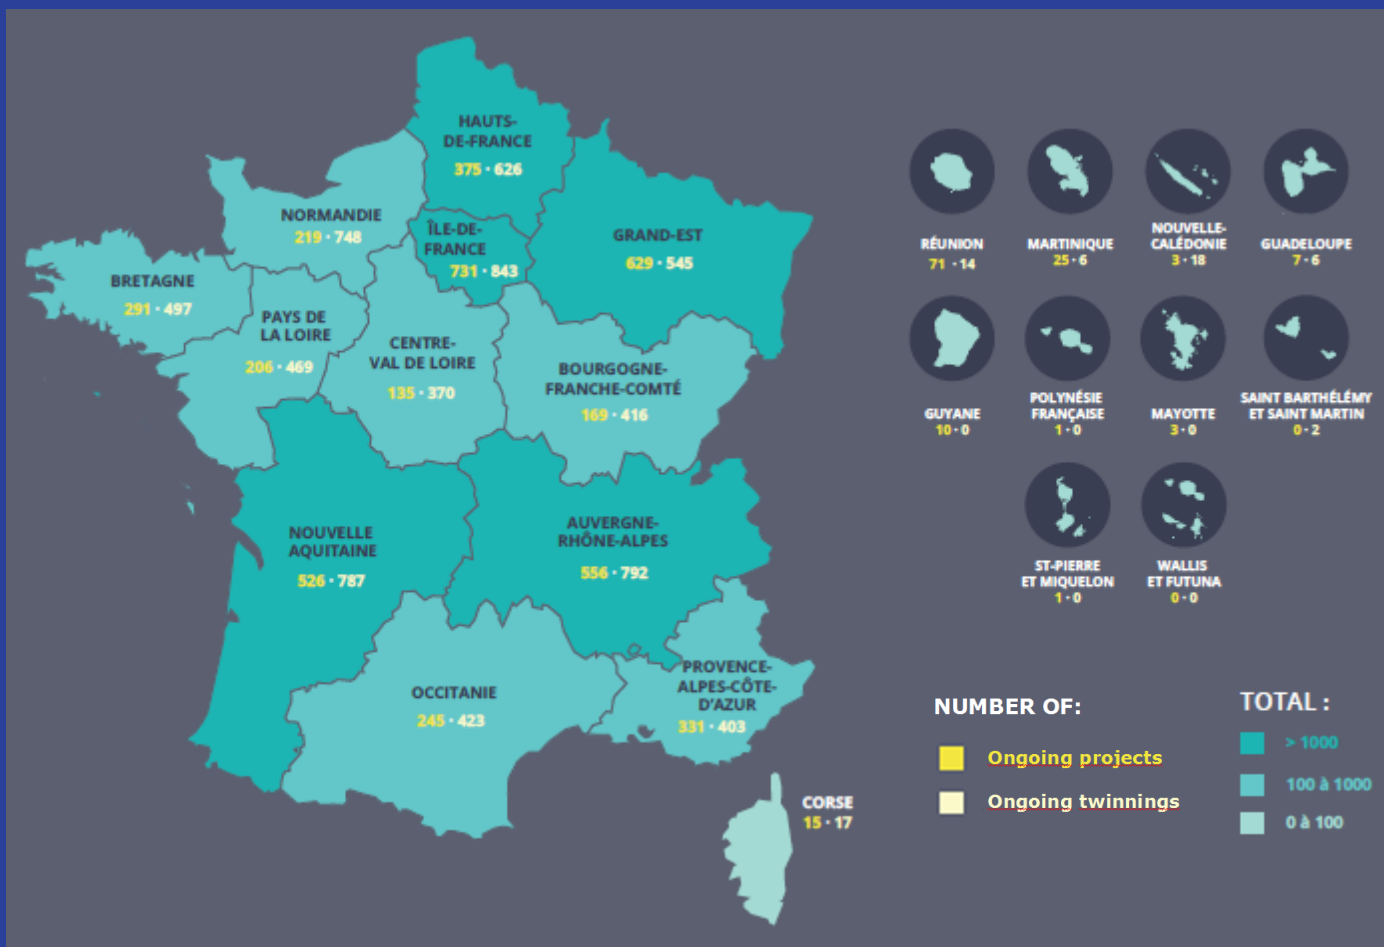 HAUTS-
DE-FRANCE
375 · 626
NORMANDIE
219 · 748
ÎLE-DE-
FRANCE
731 · 843
GRAND-EST
629 · 545
BRETAGNE
291 · 497
PAYS DE
LA LOIRE
206 · 469
CENTRE-
VAL DE LOIRE
135 · 370
BOURGOGNE-
FRANCHE-COMTÉ
169 · 416
NOUVELLE
AQUITAINE
526 · 787
AUVERGNE-
RHÔNE-ALPES
556 · 792
OCCITANIE
245 · 423
PROVENCE-
ALPES-CÔTE-
D'AZUR
331 · 403
CORSE
15 · 17
RÉUNION
71 · 14
MARTINIQUE
25 · 6
NOUVELLE-
CALÉDONIE
3 · 18
GUADELOUPE
7 · 6
GUYANE
10 · 0
POLYNÉSIE
FRANÇAISE
1 · 0
MAYOTTE
3 · 0
SAINT BARTHÉLÉMY
ET SAINT MARTIN
0 · 2
ST-PIERRE
ET MIQUELON
1 · 0
WALLIS
ET FUTUNA
0 · 0
NUMBER OF:
Ongoing projects
Ongoing twinnings
TOTAL :
> 1000
100 à 1000
0 à 100